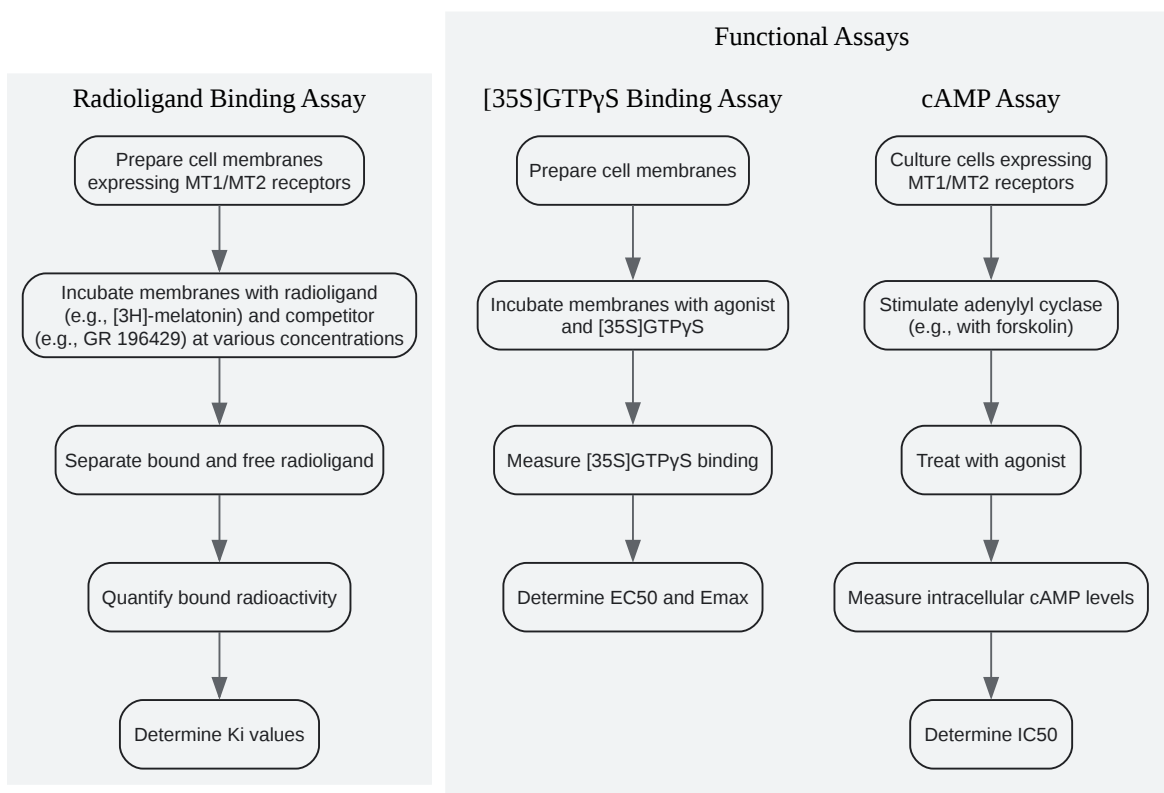 Functional Assays
Radioligand Binding Assay
Prepare cell membranes
expressing MT1/MT2 receptors
Incubate membranes with radioligand
(e.g., [3H]-melatonin) and competitor
(e.g., GR 196429) at various concentrations
Separate bound and free radioligand
Quantify bound radioactivity
Determine Ki values
[35S]GTPγS Binding Assay
Prepare cell membranes
Incubate membranes with agonist
and [35S]GTPγS
Measure [35S]GTPγS binding
Determine EC50 and Emax
cAMP Assay
Culture cells expressing
MT1/MT2 receptors
Stimulate adenylyl cyclase
(e.g., with forskolin)
Treat with agonist
Measure intracellular cAMP levels
Determine IC50